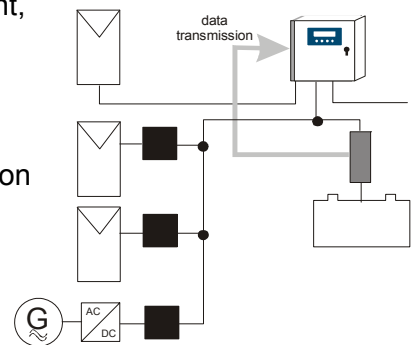 nt,
on
data
transmission
G
AC
DC